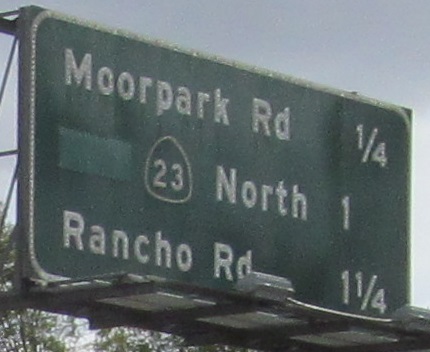 Moorpark Rd 1/4
23 North 1
Rancho Rd 1 1/4